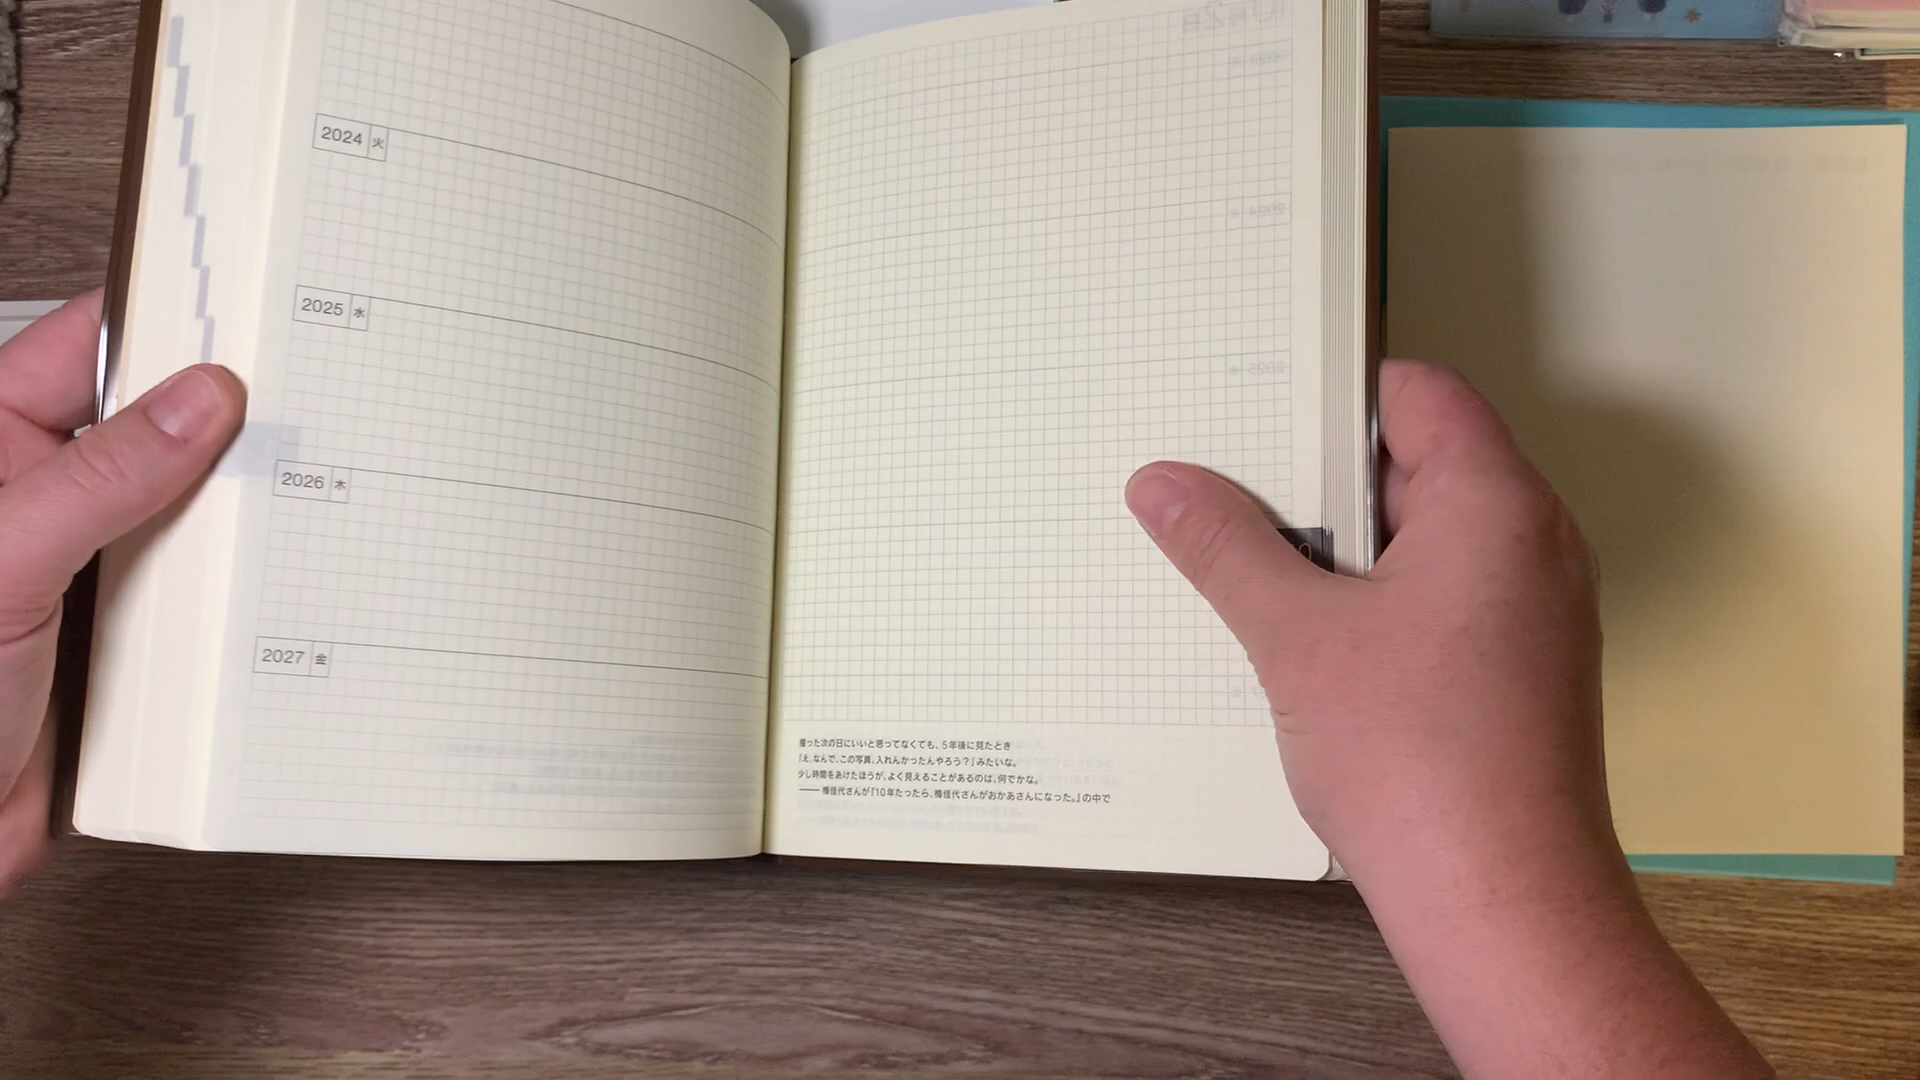 2024 火
2025 水
2026 木
2027 金
撮った次の日にいいと思ってなくても、5年後に見たとき
「え、なんで、この写真、入れんかったんやろう?」みたいな。
少し時間をあけたほうが、よく見えることがあるのは、何でかな。
―― 椿佳代さんが『10年たったら、椿佳代さんがおかあさんになった。』の中で